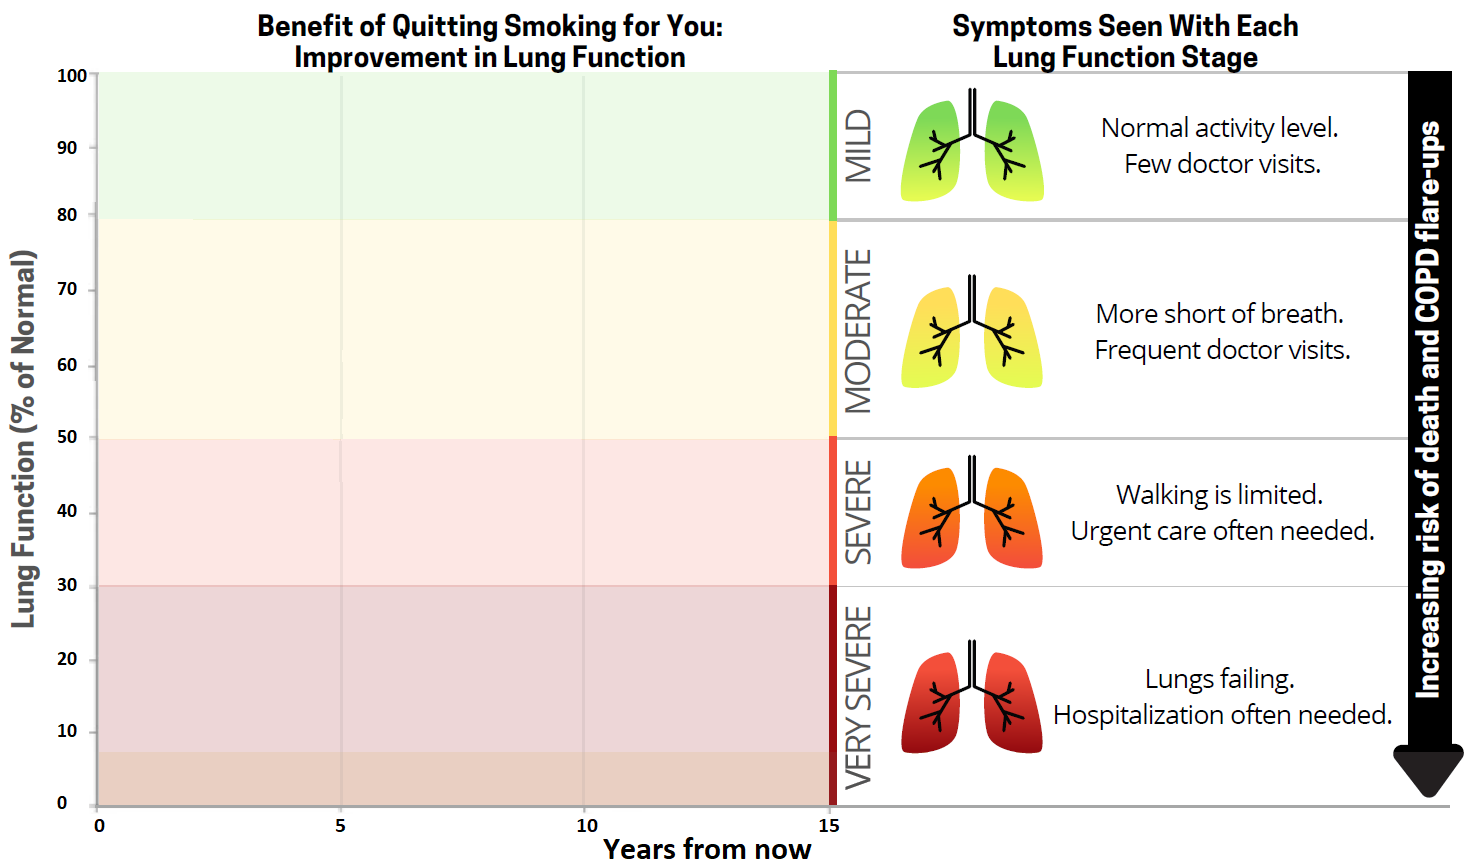 Benefit of Quitting Smoking for You:
Improvement in Lung Function
Symptoms Seen With Each
Lung Function Stage
Lung Function (% of Normal)
100
90
80
70
60
50
40
30
20
10
0
0
5
10
15
Years from now
MILD
Normal activity level.
Few doctor visits.
MODERATE
More short of breath.
Frequent doctor visits.
SEVERE
Walking is limited.
Urgent care often needed.
VERY SEVERE
Lungs failing.
Hospitalization often needed.
Increasing risk of death and COPD flare-ups